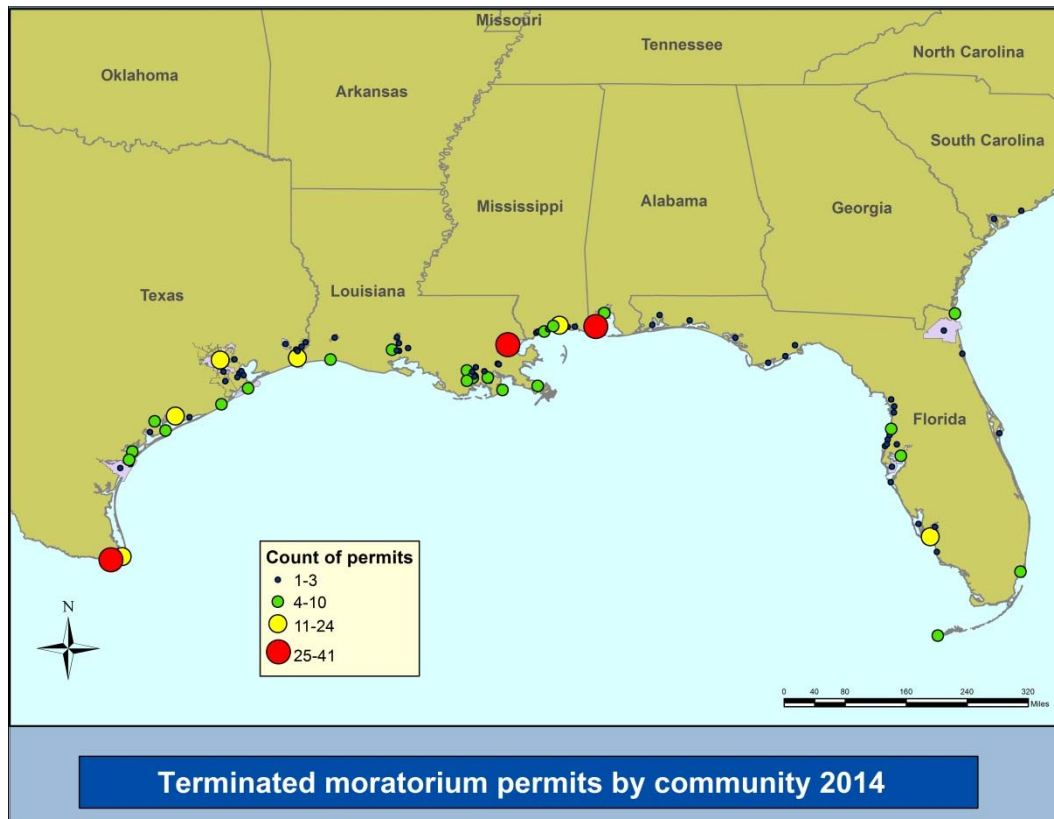 Missouri
Tennessee
North Carolina
Oklahoma
Arkansas
South Carolina
Mississippi
Alabama
Georgia
Texas
Louisiana
Florida
Count of permits
1-3
4-10
11-24
25-41
N
0 40 80 160 240 320
Miles
Terminated moratorium permits by community 2014